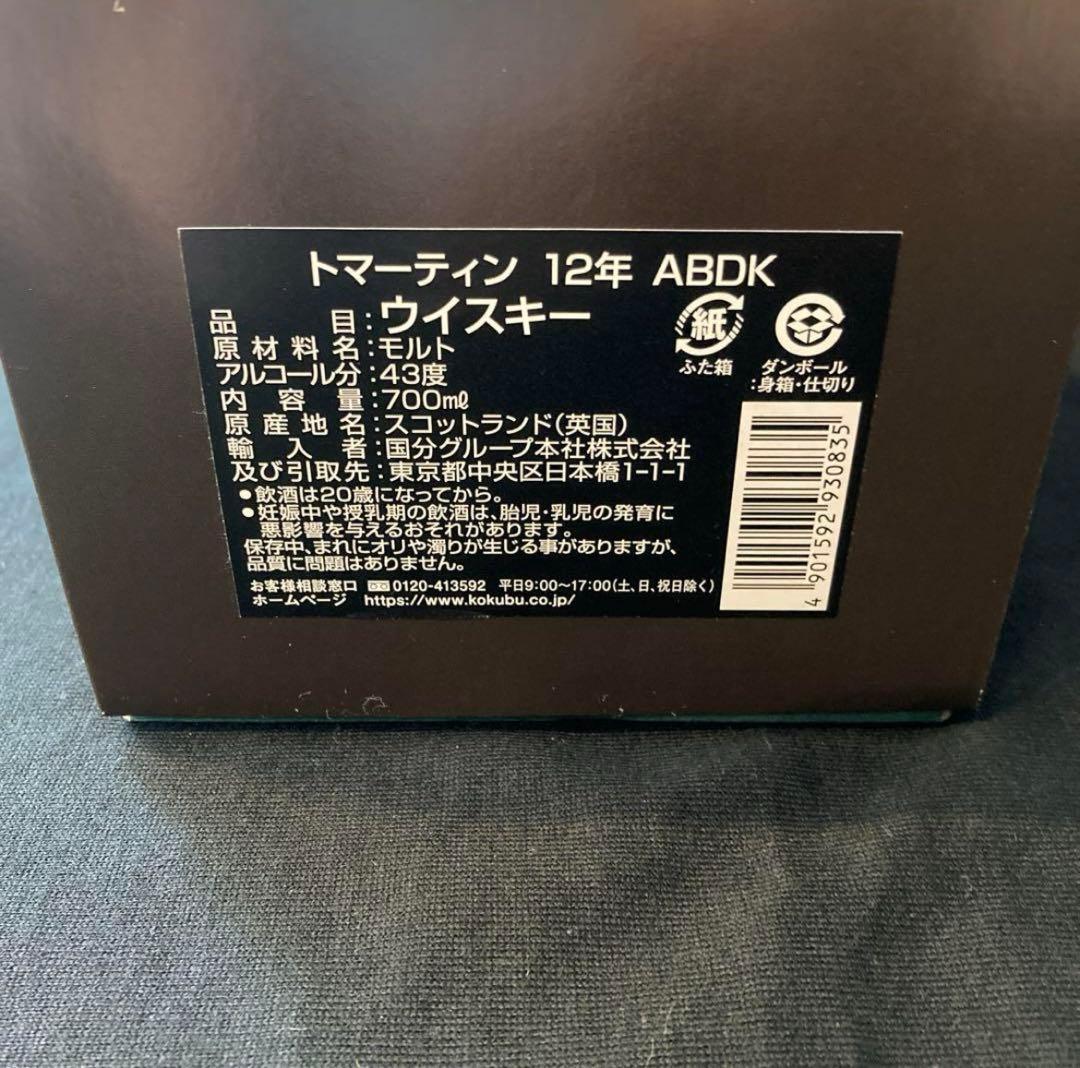 トマーティン 12年 ABDK
品目:ウイスキー
原材料名:モルト
アルコール分:43度
内容量:700mℓ
原産地名:スコットランド(英国)
輸入者:国分グループ本社株式会社
及び引取先:東京都中央区日本橋1-1-1
●飲酒は20歳になってから。
●妊娠中や授乳期の飲酒は、胎児・乳児の発育に
悪影響を与えるおそれがあります。
保存中、まれにオリや濁りが生じる事がありますが、
品質に問題はありません。
お客様相談窓口 0120-413592 平日9:00〜17:00(土、日、祝日除く)
ホームページ https://www.kokubu.co.jp/
紙
ふた箱
ダンボール
:身箱・仕切り
4 901592 930835